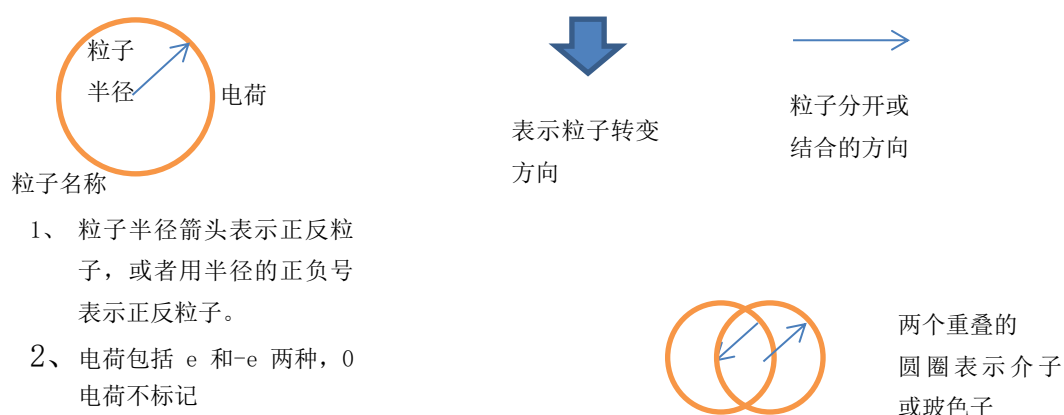 粒子
半径
电荷
粒子名称
表示粒子转变
方向
粒子分开或
结合的方向
1、 粒子半径箭头表示正反粒
子，或者用半径的正负号
表示正反粒子。
2、电荷包括 e 和-e 两种，0
电荷不标记
两个重叠的
圆圈表示介子
或玻色子